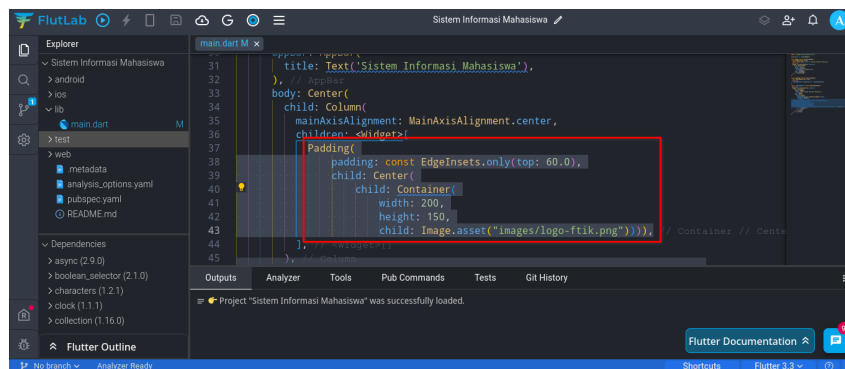 FlutLab
Sistem Informasi Mahasiswa
A
Explorer
Sistem Informasi Mahasiswa
android
ios
lib
main.dart M
test
web
.metadata
analysis_options.yaml
pubspec.yaml
README.md
Dependencies
async (2.9.0)
boolean_selector (2.1.0)
characters (1.2.1)
clock (1.1.1)
collection (1.16.0)
Flutter Outline
1
main.dart M ×
30 appBar: AppBar(
31 title: Text('Sistem Informasi Mahasiswa'),
32 ), // AppBar
33 body: Center(
34 child: Column(
35 mainAxisAlignment: MainAxisAlignment.center,
36 children: <Widget>[
37 Padding(
38 padding: const EdgeInsets.only(top: 60.0),
39 child: Center(
40 child: Container(
41 width: 200,
42 height: 150,
43 child: Image.asset("images/logo-ftik.png")))), // Container // Cente
44 ], // <Widget>[]
45 ), // Column
Outputs Analyzer Tools Pub Commands Tests Git History
Project "Sistem Informasi Mahasiswa" was successfully loaded.
Flutter Documentation
9
No branch Analyzer Ready Shortcuts Flutter 3.3